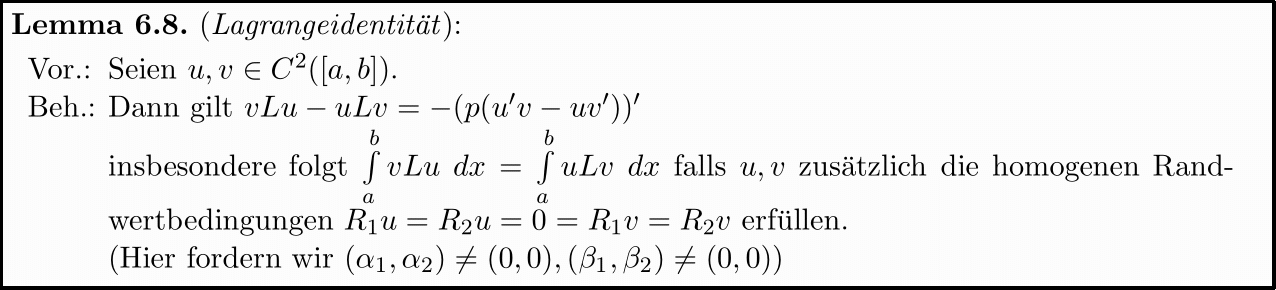 Lemma 6.8. (Lagrangeidentität):
Vor.: Seien u, v ∈ C²([a, b]).
Beh.: Dann gilt vLu − uLv = −(p(u′v − uv′))′
insbesondere folgt ∫_a^b vLu dx = ∫_a^b uLv dx falls u, v zusätzlich die homogenen Rand-
wertbedingungen R₁u = R₂u = 0 = R₁v = R₂v erfüllen.
(Hier fordern wir (α₁, α₂) ≠ (0, 0), (β₁, β₂) ≠ (0, 0))